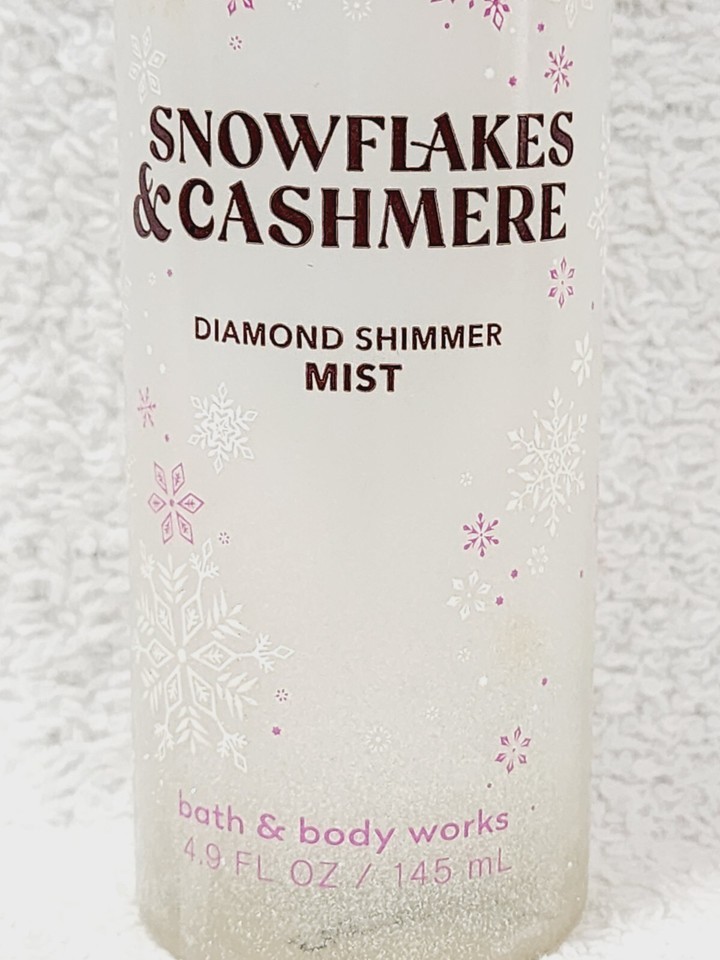 SNOWFLAKES
& CASHMERE
DIAMOND SHIMMER
MIST
bath & body works
4.9 FL OZ / 145 mL